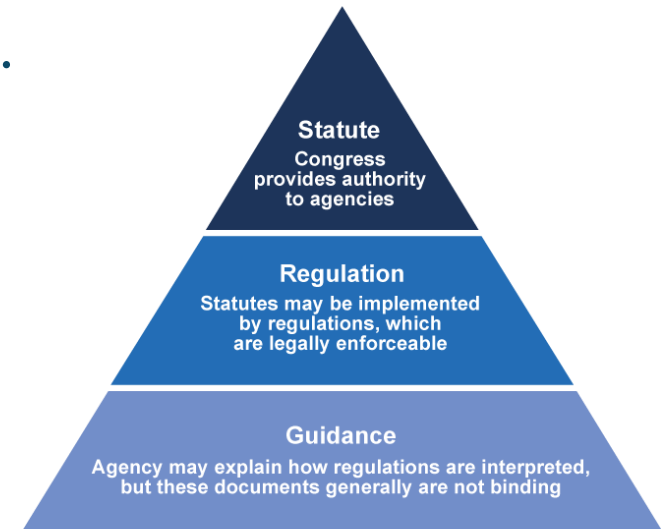 Statute
Congress
provides authority
to agencies
Regulation
Statutes may be implemented
by regulations, which
are legally enforceable
Guidance
Agency may explain how regulations are interpreted,
but these documents generally are not binding